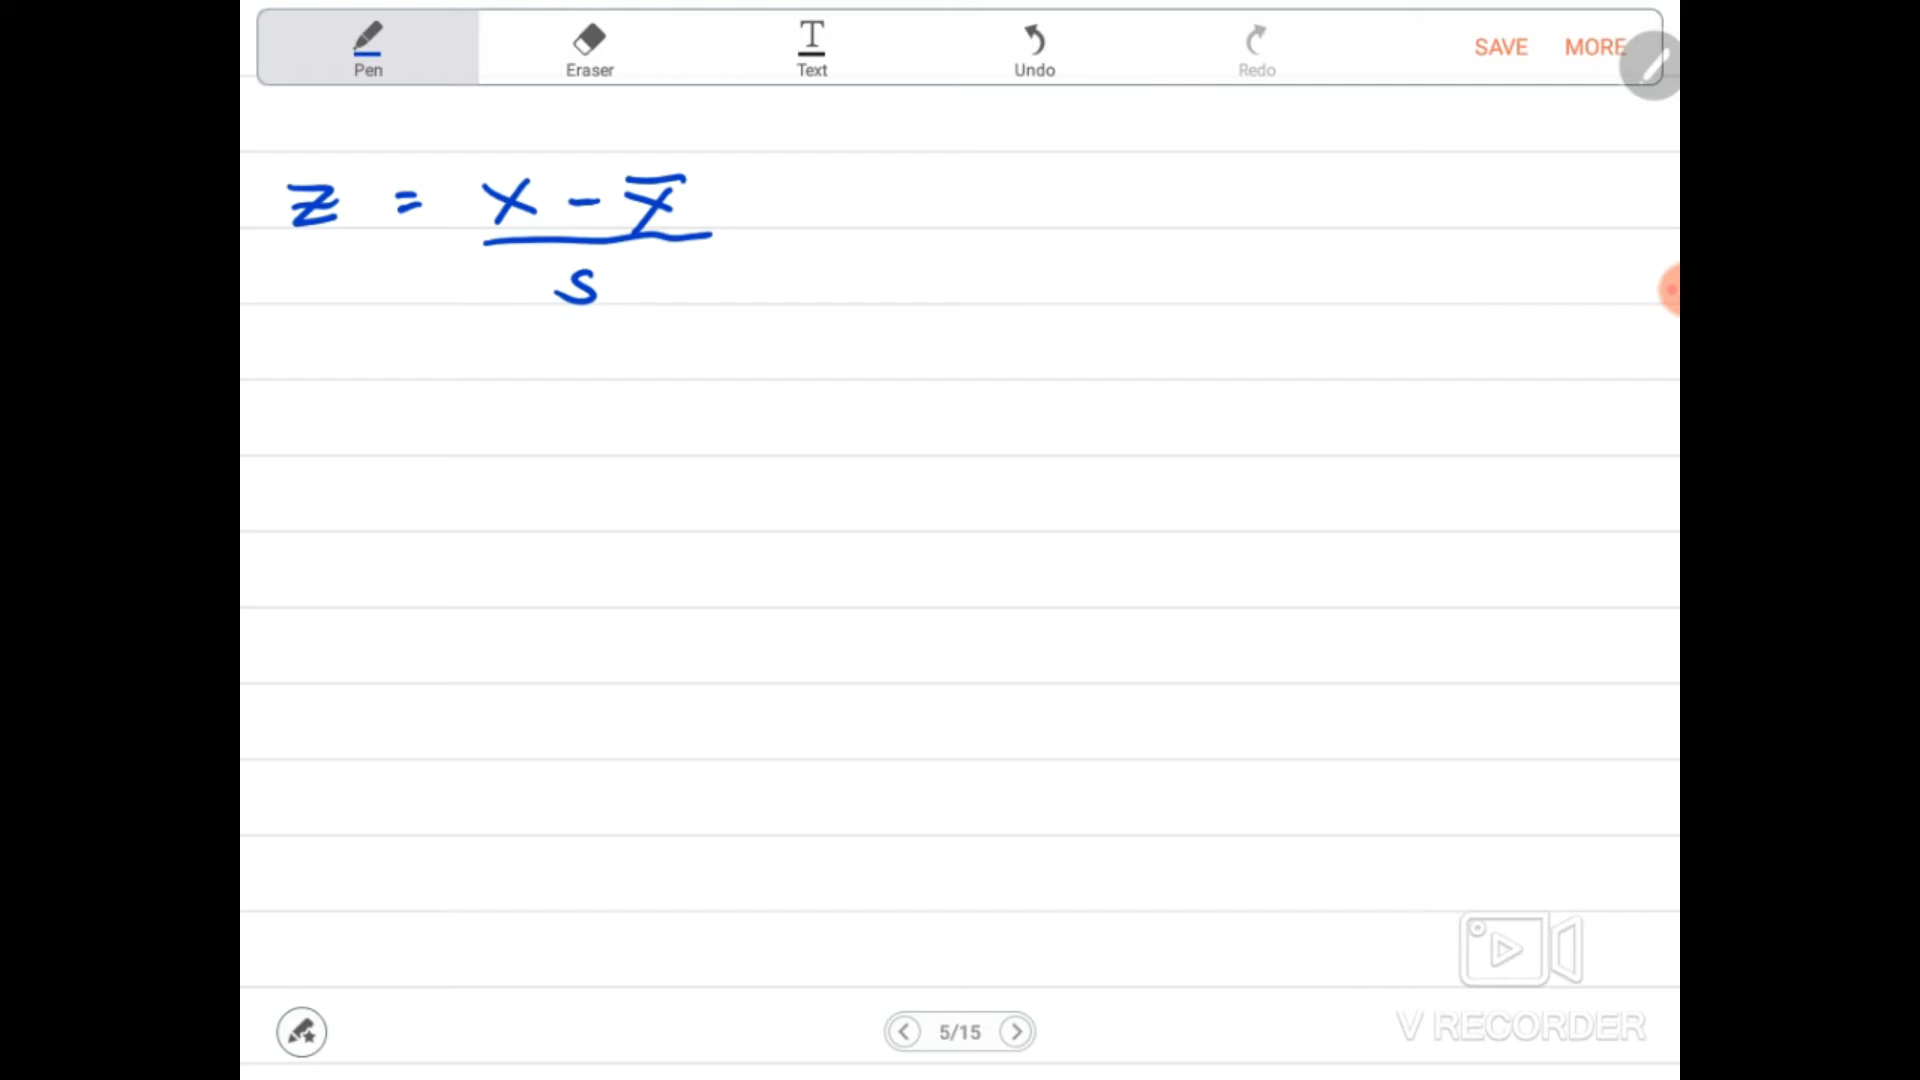 Pen Eraser Text Undo Redo SAVE MORE
z = x - x̄
s
5/15
V RECORDER